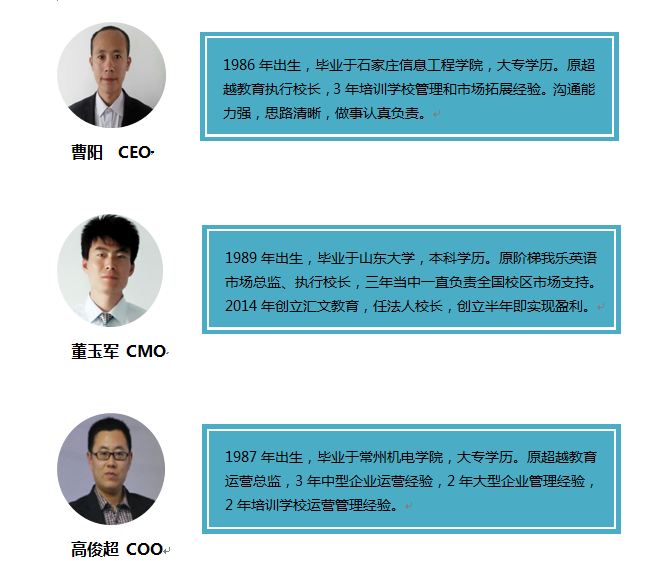 1986 年出生，毕业于石家庄信息工程学院，大专学历。原超
越教育执行校长，3 年培训学校管理和市场拓展经验。沟通能
力强，思路清晰，做事认真负责。
曹阳 CEO
1989 年出生，毕业于山东大学，本科学历。原阶梯我乐英语
市场总监、执行校长，三年当中一直负责全国校区市场支持。
2014 年创立汇文教育，任法人校长，创立半年即实现盈利。
董玉军 CMO
1987 年出生，毕业于常州机电学院，大专学历。原超越教育
运营总监，3 年中型企业运营经验，2 年大型企业管理经验，
2 年培训学校运营管理经验。
高俊超 COO